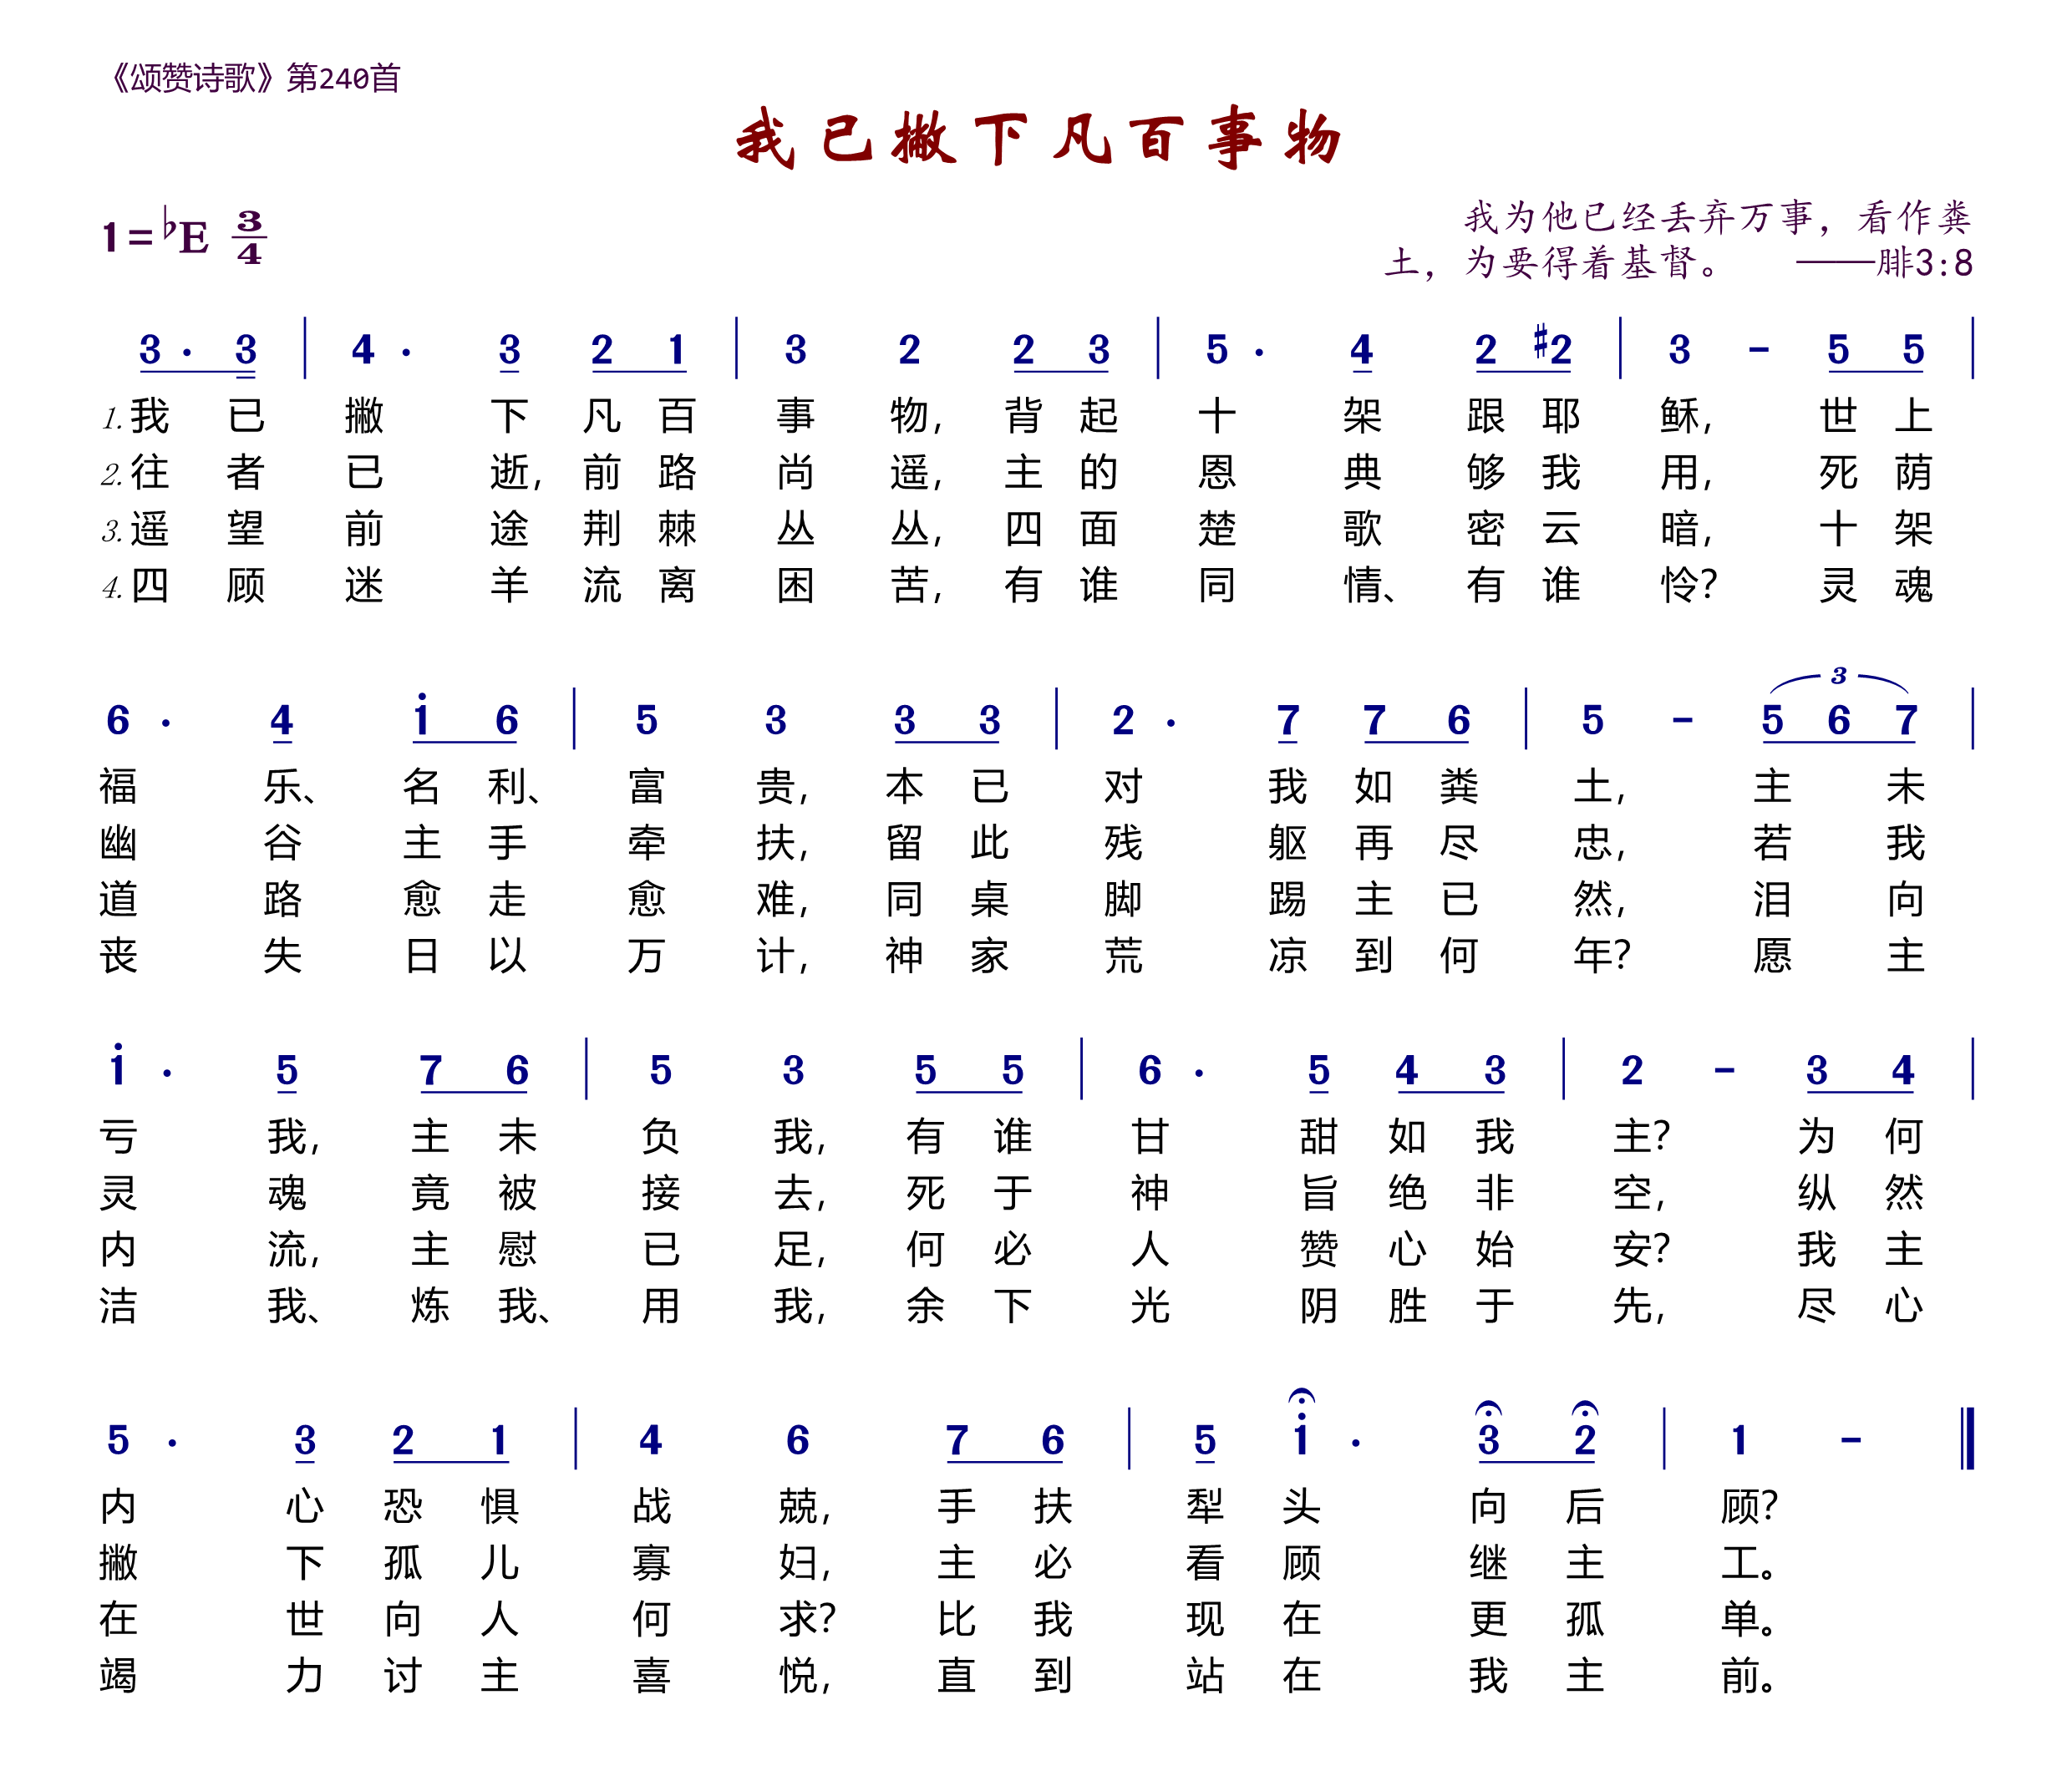 《颂赞诗歌》第240首
我已撇下凡百事物
1=♭E 3/4
我为他已经丢弃万事，看作粪
土，为要得着基督。 ——腓3:8
3· 3 | 4· 3 2 1 | 3 2 2 3 | 5· 4 2 #2 | 3 - 5 5 |
1.我已撇下凡百事物，背起十架跟耶稣，世上
2.往者已逝，前路尚遥，主的恩典够我用，死荫
3.遥望前途荆棘丛丛，四面楚歌密云暗，十架
4.四顾迷羊流离困苦，有谁同情、有谁怜？灵魂
3
6· 4 i 6 | 5 3 3 3 | 2· 7 7 6 | 5 - 5 6 7 |
福乐、名利、富贵，本已对我如粪土，主未
幽谷主手牵扶，留此残躯再尽忠，若我
道路愈走愈难，同桌脚踢主已然，泪向
丧失日以万计，神家荒凉到何年？愿主
i· 5 7 6 | 5 3 5 5 | 6· 5 4 3 | 2 - 3 4 |
亏我，主未负我，有谁甘甜如我主？为何
灵魂竟被接去，死于神旨绝非空，纵然
内流，主慰已足，何必人赞心始安？我主
洁我、炼我、用我，余下光阴胜于先，尽心
5· 3 2 1 | 4 6 7 6 | 5 i· 3 2 | 1 - ‖
内心恐惧战兢，手扶犁头向后顾？
撇下孤儿寡妇，主必看顾继主工。
在世向人何求？比我现在更孤单。
竭力讨主喜悦，直到站在我主前。